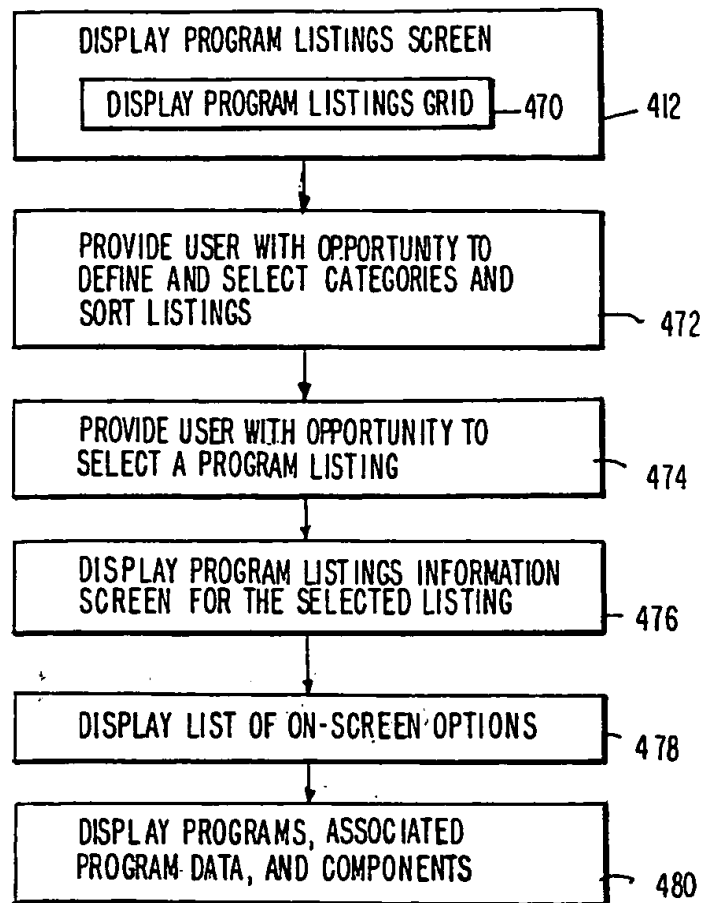 DISPLAY PROGRAM LISTINGS SCREEN
DISPLAY PROGRAM LISTINGS GRID
470
412
PROVIDE USER WITH OPPORTUNITY TO
DEFINE AND SELECT CATEGORIES AND
SORT LISTINGS
472
PROVIDE USER WITH OPPORTUNITY TO
SELECT A PROGRAM LISTING
474
DISPLAY PROGRAM LISTINGS INFORMATION
SCREEN FOR THE SELECTED LISTING
476
DISPLAY LIST OF ON-SCREEN OPTIONS
478
DISPLAY PROGRAMS, ASSOCIATED
PROGRAM DATA, AND COMPONENTS
480